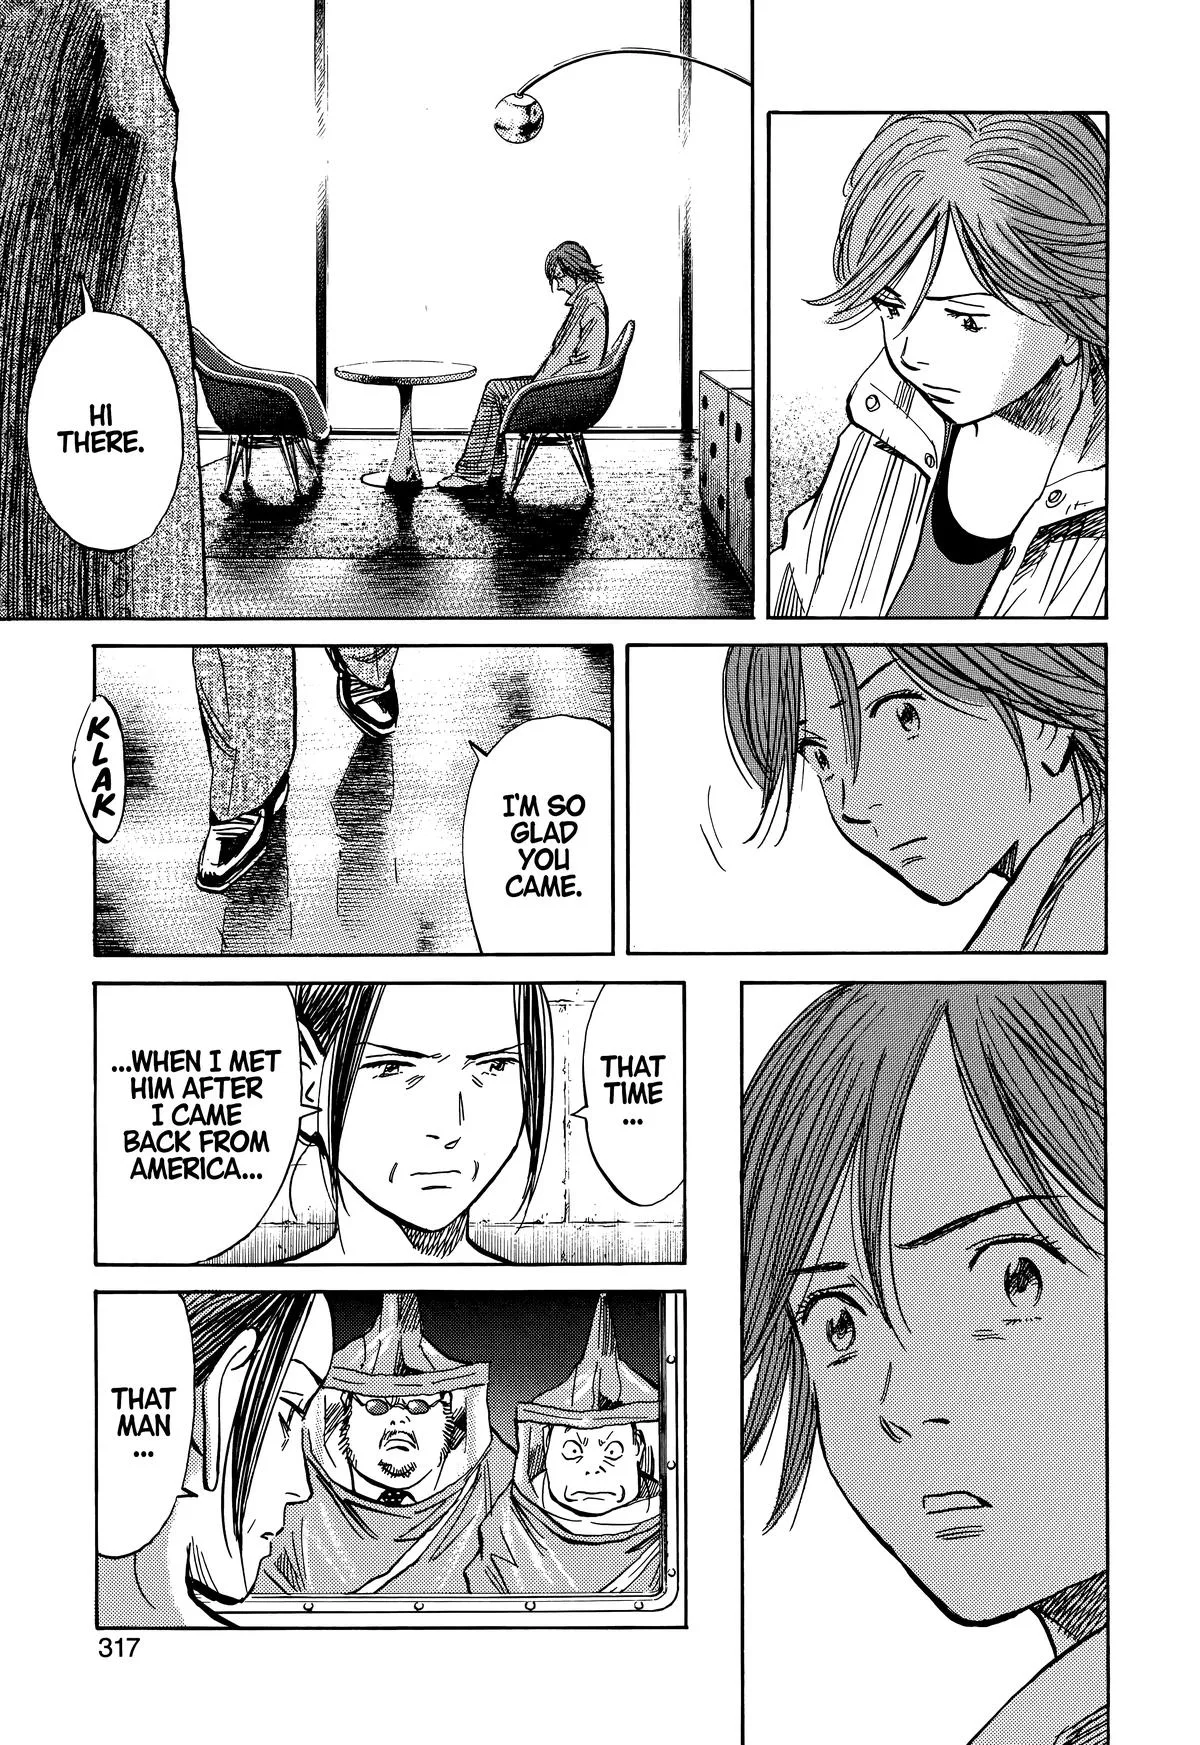 HI
THERE.
KLAK
I'M SO
GLAD
YOU
CAME.
THAT
TIME
...
...WHEN I MET
HIM AFTER
I CAME
BACK FROM
AMERICA...
THAT
MAN
...
317